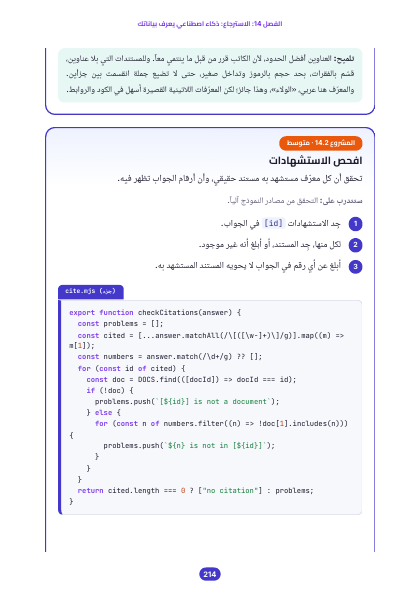 الفصل 14: الاسترجاع: ذكاء اصطناعي يعرف بياناتك
تلميح: العناوين أفضل الحدود، لأن الكاتب قرر من قبل ما ينتمي معاً. وللمستندات التي بلا عناوين،
قسّم بالفقرات، بحد حجم بالرموز وتداخل صغير، حتى لا تضيع جملة انقسمت بين جزأين.
والمعرّف هنا عربي، «الولاء»، وهذا جائز؛ لكن المعرّفات اللاتينية القصيرة أسهل في الكود والروابط.
المشروع 14.2 · متوسط
افحص الاستشهادات
تحقق أن كل معرّف مستشهد به مستند حقيقي، وأن أرقام الجواب تظهر فيه.
ستتدرب على: التحقق من مصادر النموذج آلياً.
1 جِد الاستشهادات [id] في الجواب.
2 لكل منها، جِد المستند، أو أبلغ أنه غير موجود.
3 أبلغ عن أي رقم في الجواب لا يحويه المستند المستشهد به.
cite.mjs (جزء)
export function checkCitations(answer) {
const problems = [];
const cited = [...answer.matchAll(/\[([\w-]+)\]/g)].map((m) =>
m[1]);
const numbers = answer.match(/\d+/g) ?? [];
for (const id of cited) {
const doc = DOCS.find(([docId]) => docId === id);
if (!doc) {
problems.push(`[${id}] is not a document`);
} else {
for (const n of numbers.filter((n) => !doc[1].includes(n)))
{
problems.push(`${n} is not in [${id}]`);
}
}
}
return cited.length === 0 ? ["no citation"] : problems;
}
214